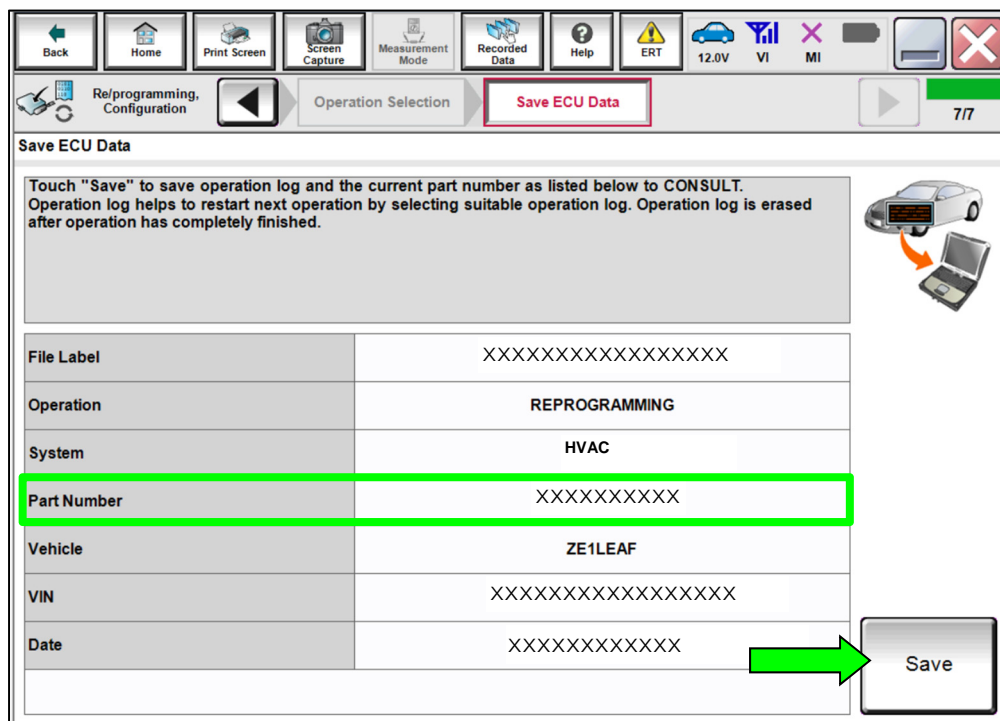 Back
Home
Print Screen
Screen
Capture
Measurement
Mode
Recorded
Data
Help
ERT
12.0V
VI
MI
Re/programming,
Configuration
Operation Selection
Save ECU Data
7/7
Save ECU Data
Touch "Save" to save operation log and the current part number as listed below to CONSULT.
Operation log helps to restart next operation by selecting suitable operation log. Operation log is erased
after operation has completely finished.
File Label XXXXXXXXXXXXXXXXX
Operation REPROGRAMMING
System HVAC
Part Number XXXXXXXXXX
Vehicle ZE1LEAF
VIN XXXXXXXXXXXXXXXXX
Date XXXXXXXXXXXX
Save